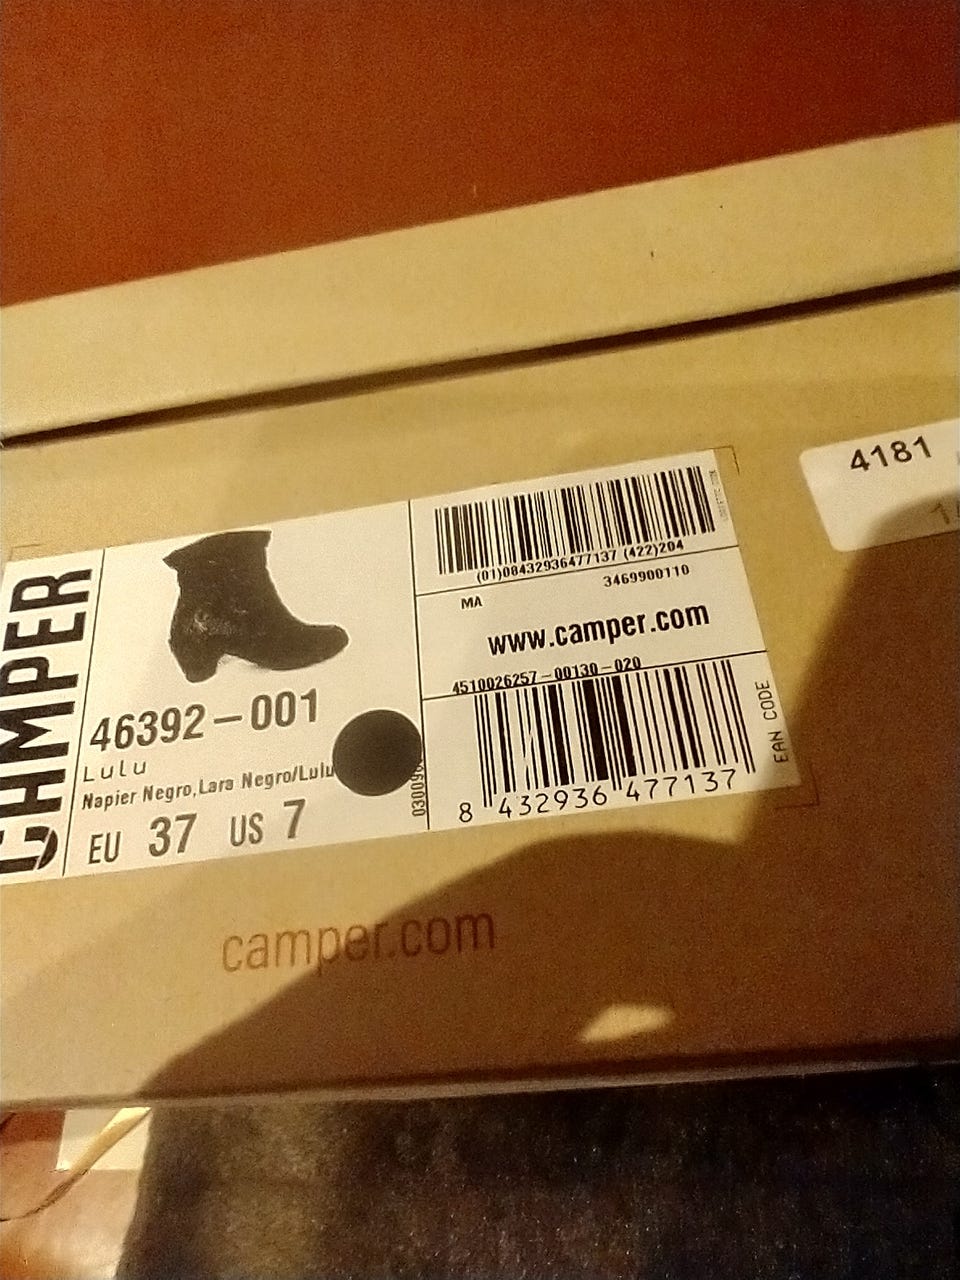 4181
CAMPER
(01)08432936477137 (422)204
3469900110
MA
www.camper.com
4510026257-00130-020
46392-001
Lulu
Napier Negro,Lara Negro/Lulu
EU 37 US 7
EAN CODE
8 432936 477137
camper.com